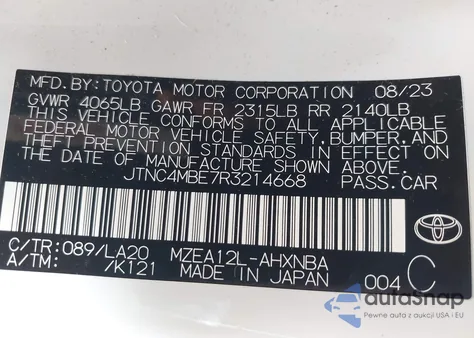 MFD.BY:TOYOTA MOTOR CORPORATION 08/23
GVWR 4065LB GAWR FR 2315LB RR 2140LB
THIS VEHICLE CONFORMS TO ALL APPLICABLE
FEDERAL MOTOR VEHICLE SAFETY,BUMPER,AND
THEFT PREVENTION STANDARDS IN EFFECT ON
THE DATE OF MANUFACTURE SHOWN ABOVE.
JTNC4MBE7R3214668 PASS.CAR
C/TR:089/LA20 MZEA12L-AHXNBA
A/TM: /K121 MADE IN JAPAN 004 C
autoSnap
Pewne auta z aukcji USA i EU